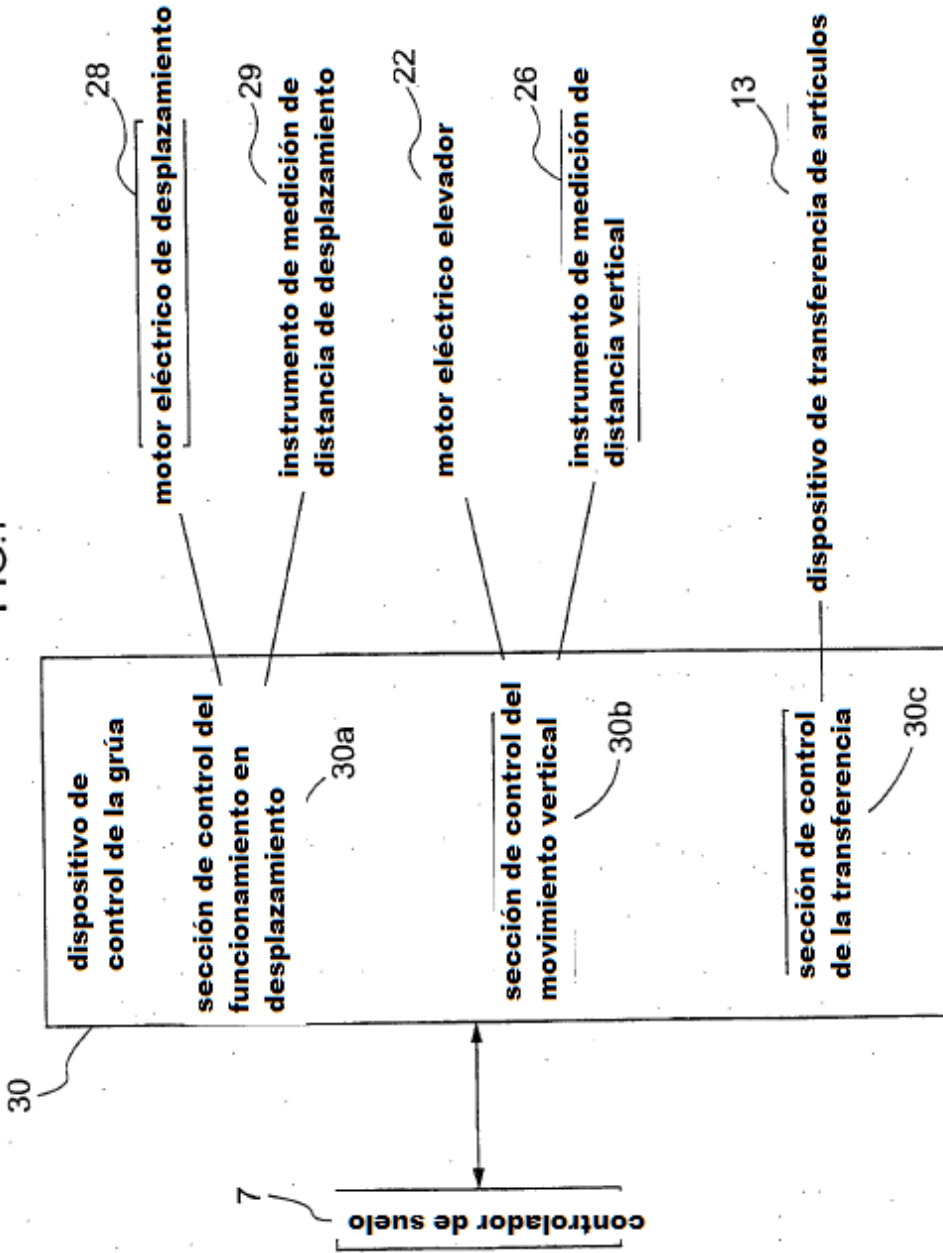 FIG.
30
dispositivo de
control de la grúa
sección de control del
funcionamiento en
desplazamiento
30a
sección de control del
movimiento vertical
30b
sección de control
de la transferencia
30c
7
controlador de suelo
28
motor eléctrico de desplazamiento
29
instrumento de medición de
distancia de desplazamiento
22
motor eléctrico elevador
26
instrumento de medición de
distancia vertical
13
dispositivo de transferencia de artículos